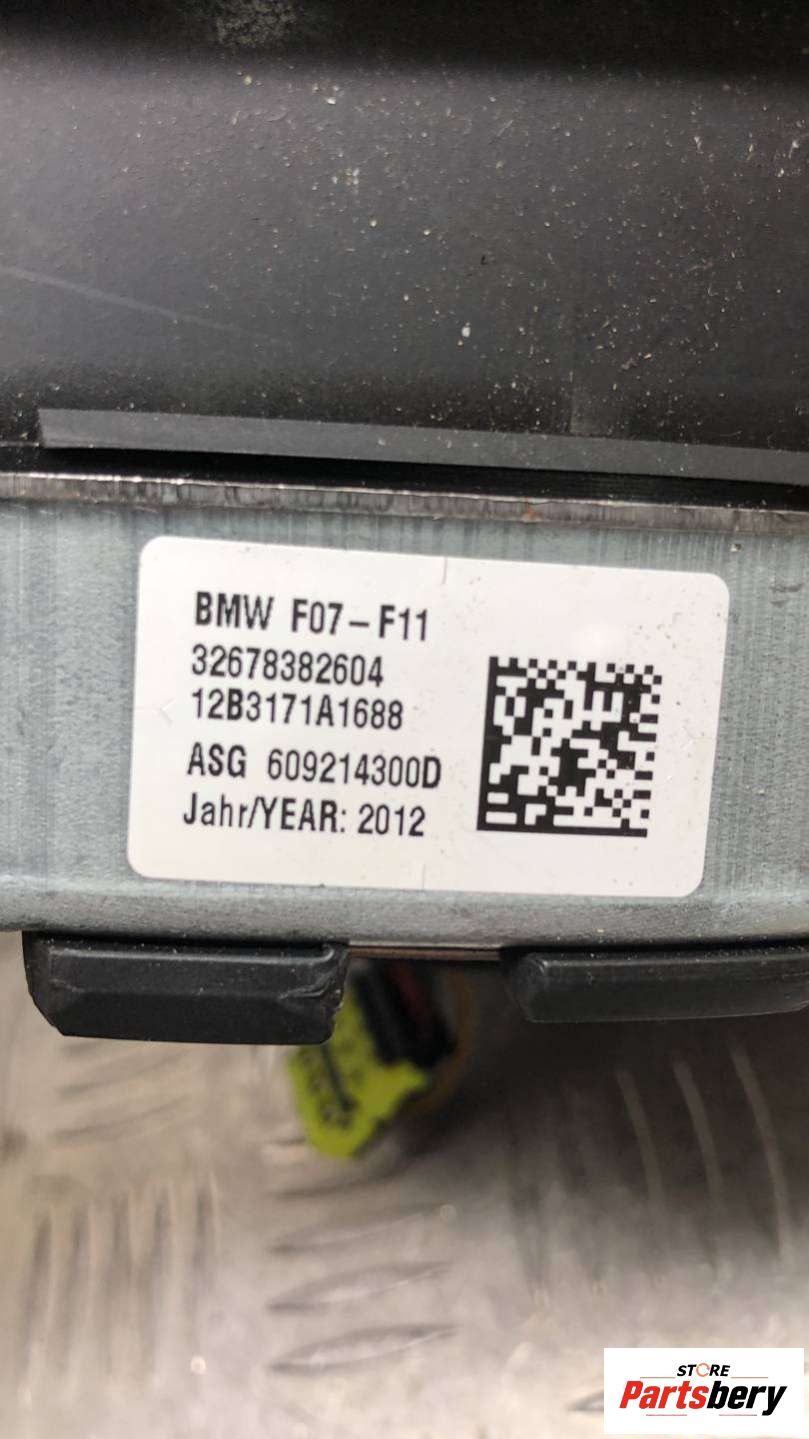 BMW F07-F11
32678382604
12B3171A1688
ASG 609214300D
Jahr/YEAR: 2012
STORE
Partsbery